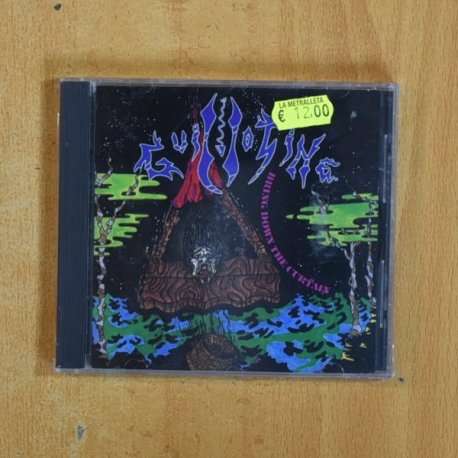 LA METRALLETA
€ 12,00
Guillotine
BRING DOWN THE CURTAIN